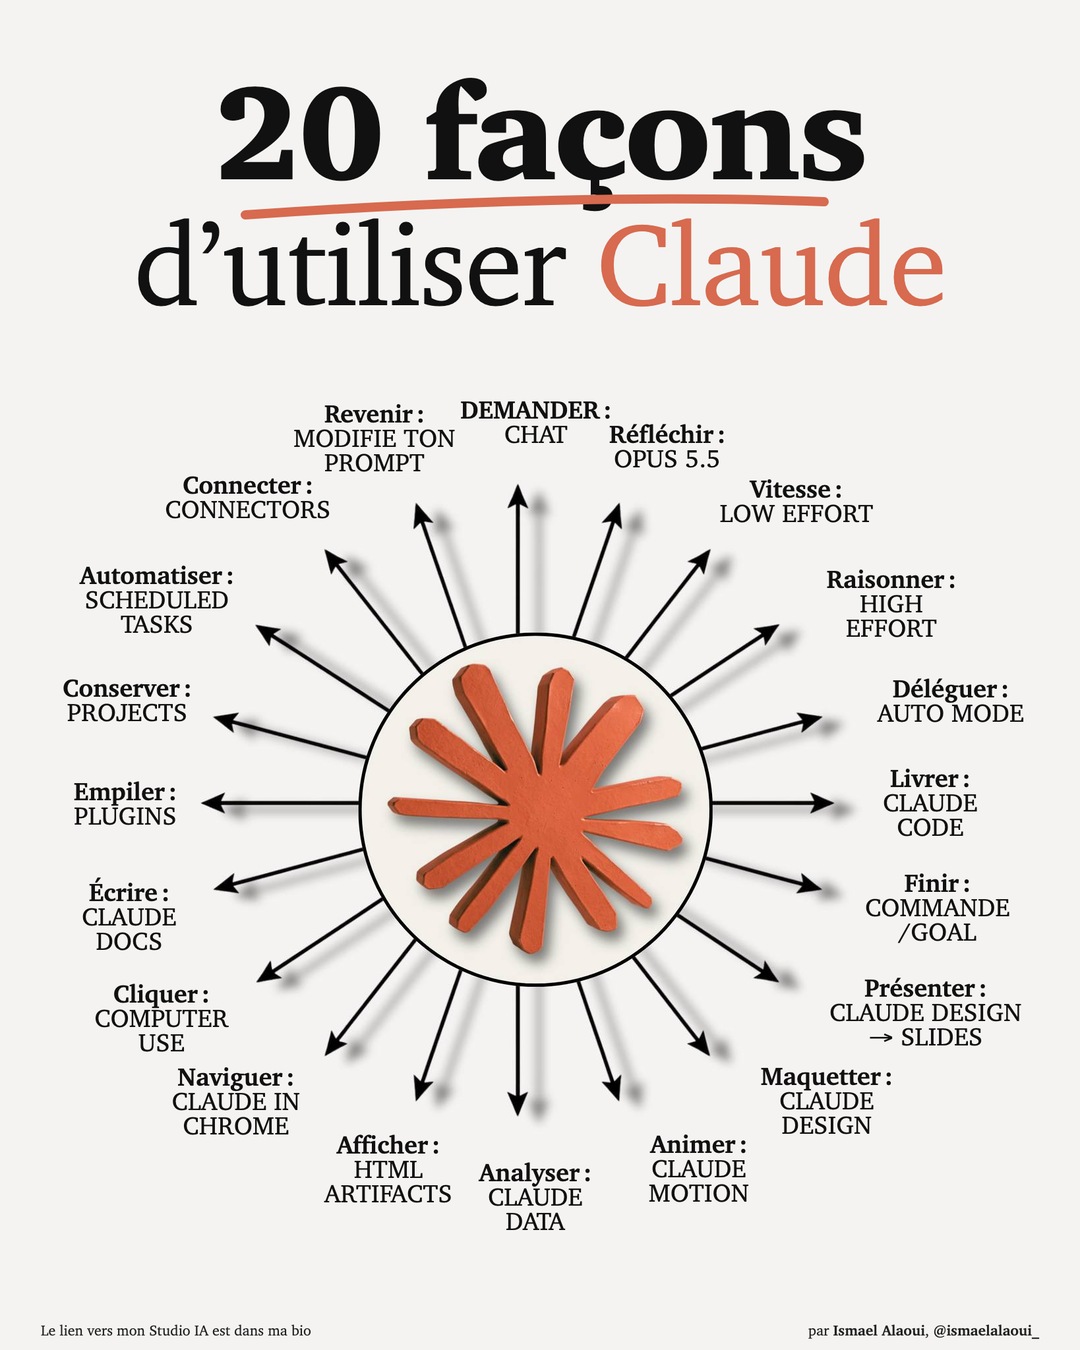 20 façons
d’utiliser Claude
DEMANDER :
CHAT
Réfléchir :
OPUS 5.5
Vitesse :
LOW EFFORT
Raisonner :
HIGH
EFFORT
Déléguer :
AUTO MODE
Livrer :
CLAUDE
CODE
Finir :
COMMANDE
/GOAL
Présenter :
CLAUDE DESIGN
→ SLIDES
Maquetter :
CLAUDE
DESIGN
Animer :
CLAUDE
MOTION
Analyser :
CLAUDE
DATA
Afficher :
HTML
ARTIFACTS
Naviguer :
CLAUDE IN
CHROME
Cliquer :
COMPUTER
USE
Écrire :
CLAUDE
DOCS
Empiler :
PLUGINS
Conserver :
PROJECTS
Automatiser :
SCHEDULED
TASKS
Connecter :
CONNECTORS
Revenir :
MODIFIE TON
PROMPT
Le lien vers mon Studio IA est dans ma bio
par Ismael Alaoui, @ismaelalaoui_